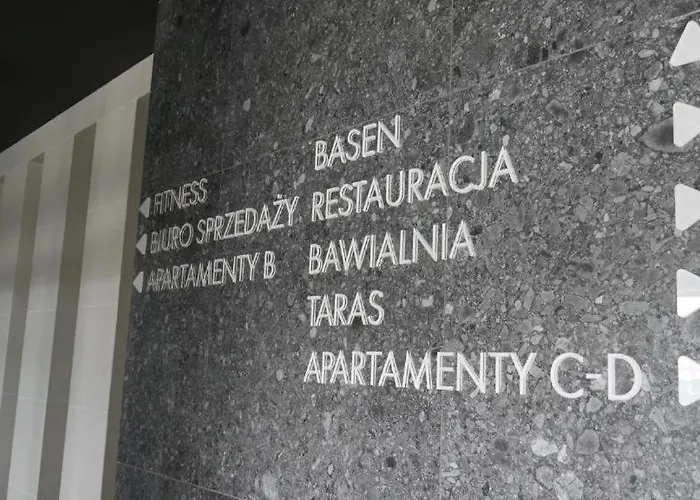 FITNESS
BIURO SPRZEDAŻY
APARTAMENTY B
BASEN
RESTAURACJA
BAWIALNIA
TARAS
APARTAMENTY C-D